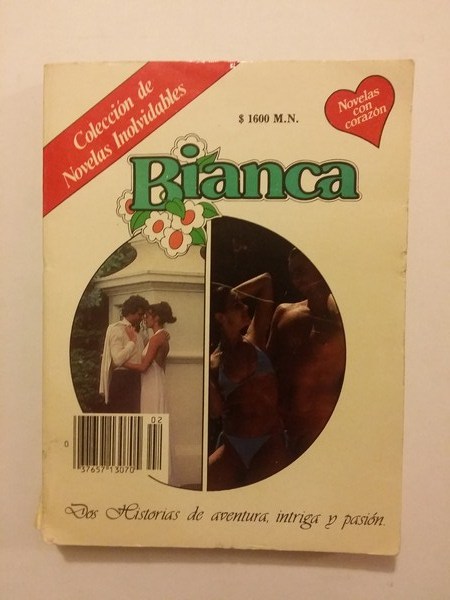 Colección de
Novelas Inolvidables
$ 1600 M.N.
Novelas
con
corazón
Bianca
02
0
37657"13070
Dos Historias de aventura, intriga y pasión.